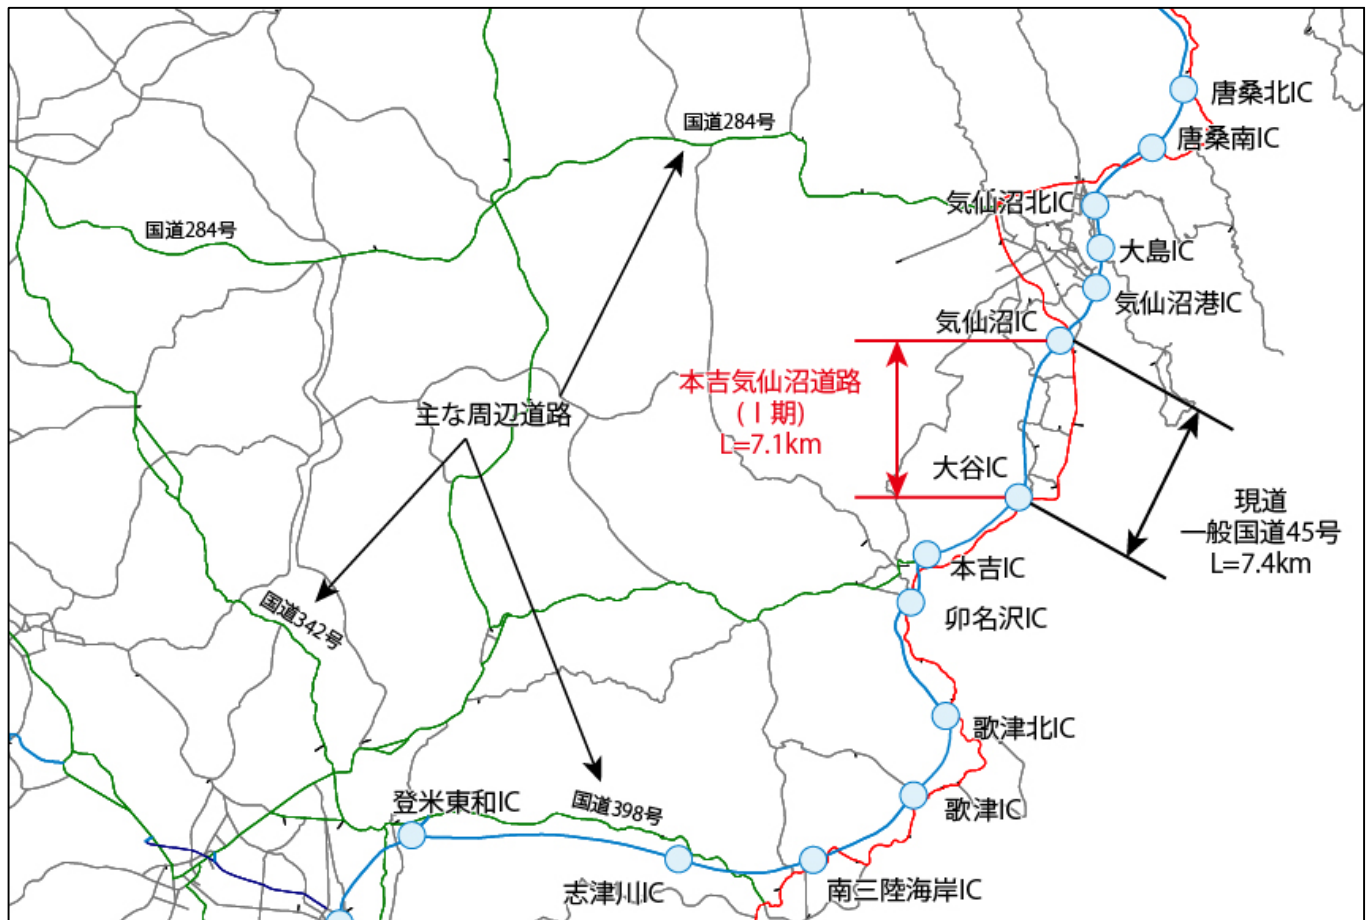 唐桑北IC
国道284号
唐桑南IC
気仙沼北IC
国道284号
大島IC
気仙沼港IC
気仙沼IC
本吉気仙沼道路
(Ⅰ期)
L=7.1km
主な周辺道路
大谷IC
現道
一般国道45号
L=7.4km
本吉IC
国道342号
卯名沢IC
歌津北IC
登米東和IC
国道398号
歌津IC
志津川IC
南三陸海岸IC